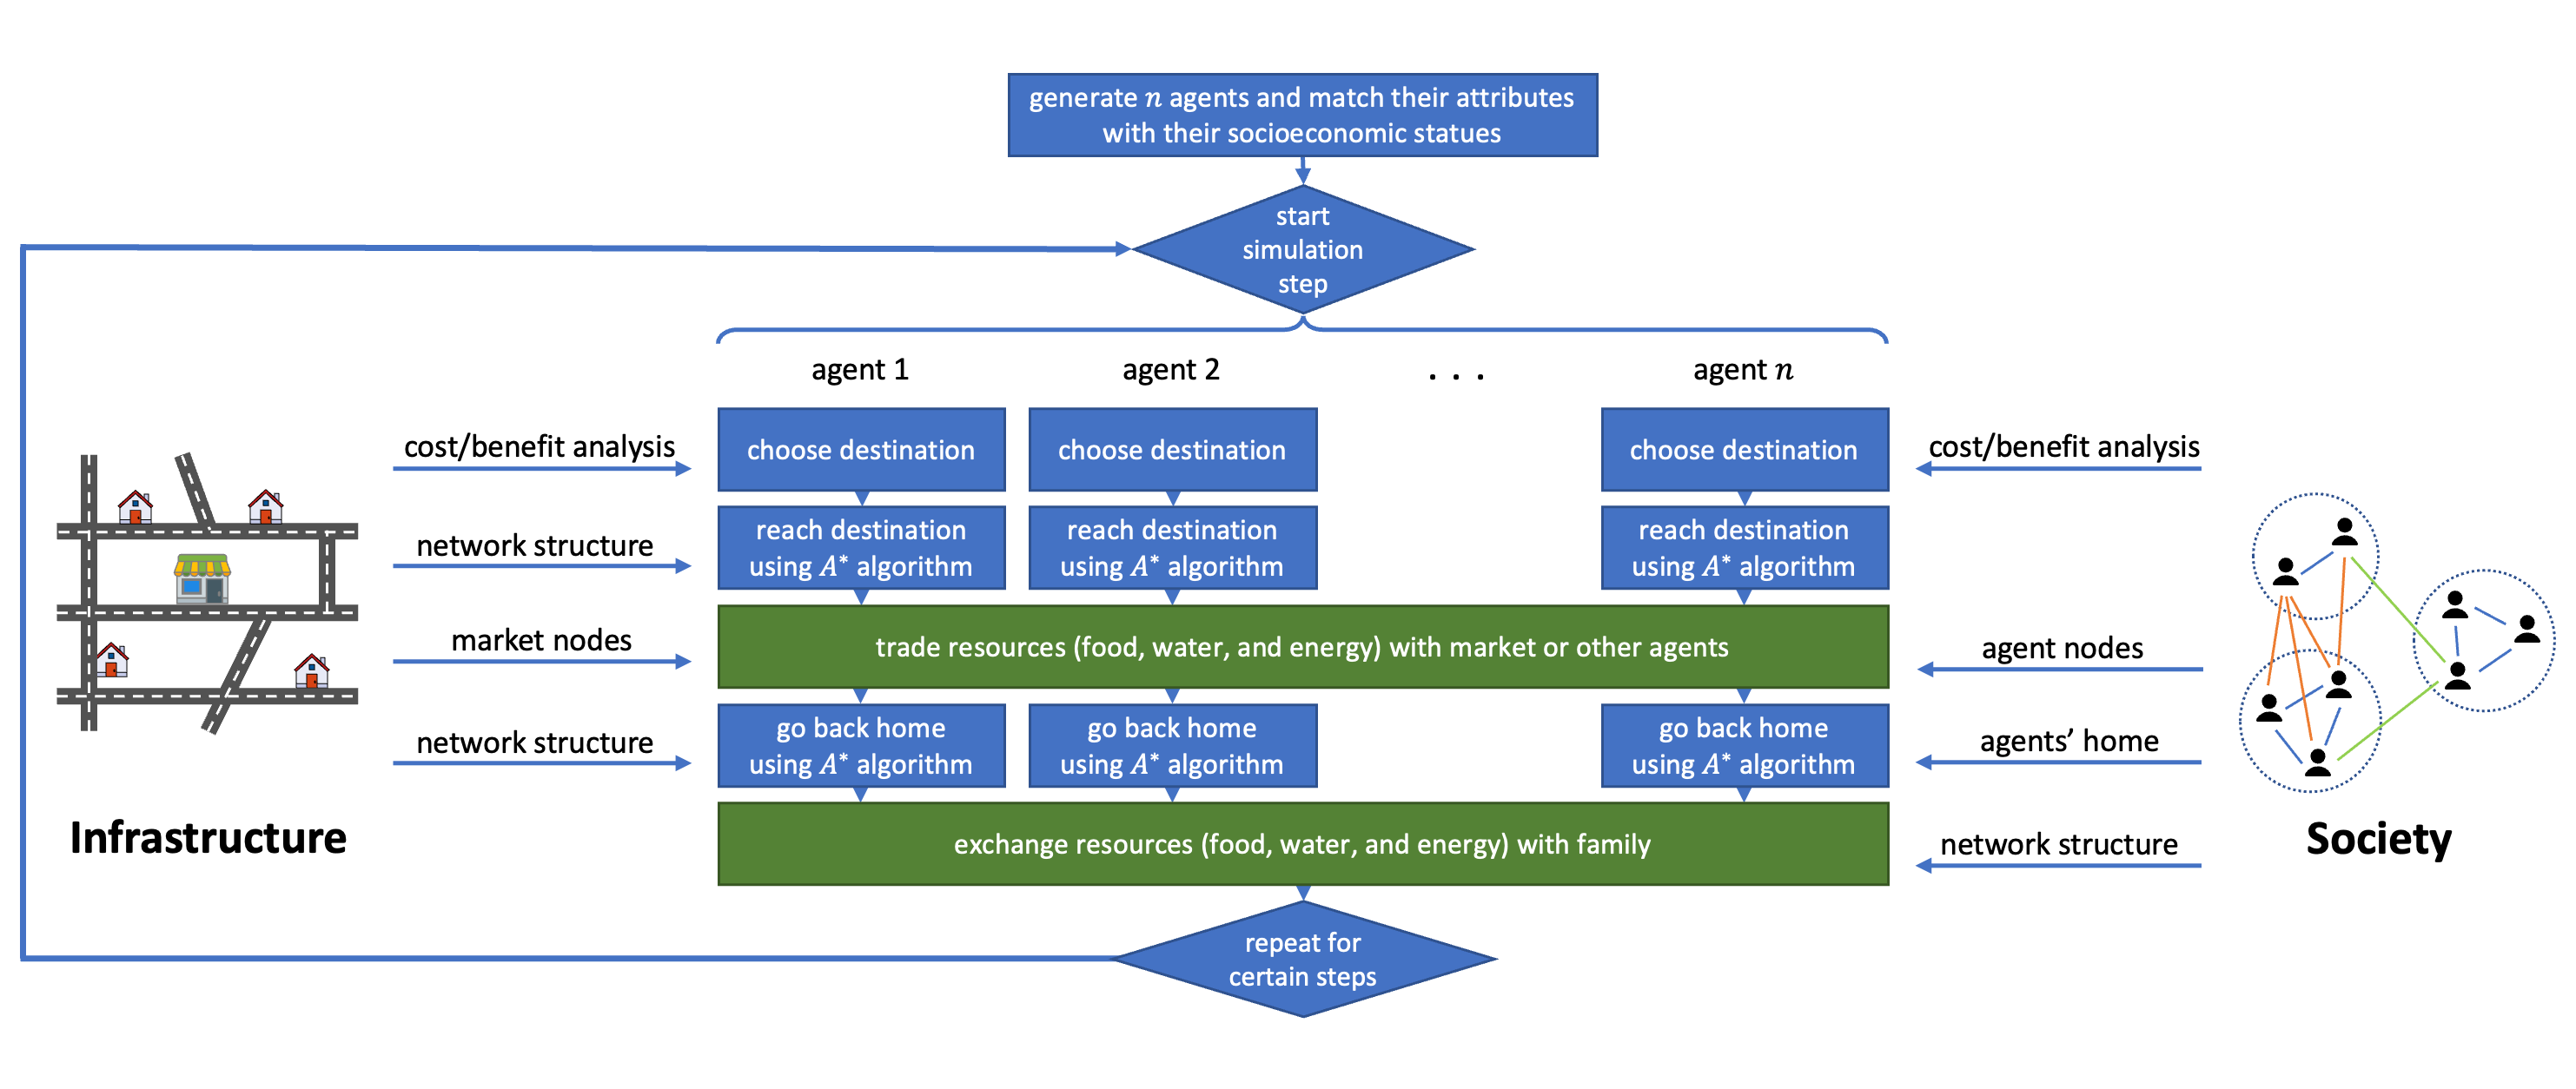 generate n agents and match their attributes
with their socioeconomic statues
start
simulation
step
agent 1
agent 2
. . .
agent n
cost/benefit analysis
choose destination
choose destination
choose destination
cost/benefit analysis
network structure
reach destination
using A* algorithm
reach destination
using A* algorithm
reach destination
using A* algorithm
market nodes
trade resources (food, water, and energy) with market or other agents
agent nodes
network structure
go back home
using A* algorithm
go back home
using A* algorithm
go back home
using A* algorithm
agents’ home
Infrastructure
exchange resources (food, water, and energy) with family
network structure
Society
repeat for
certain steps